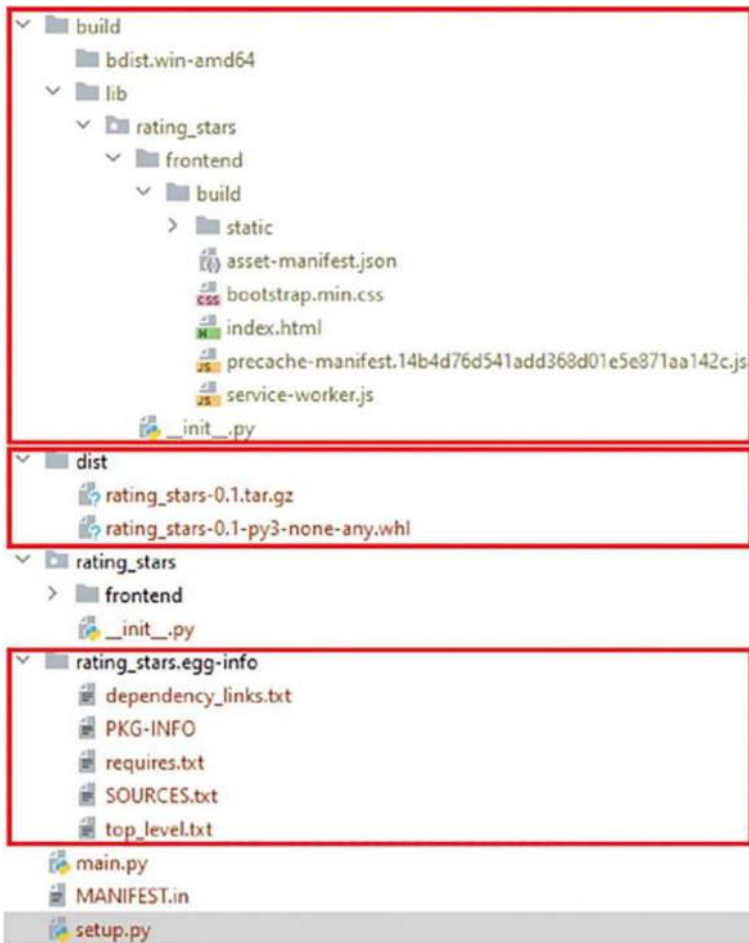 build
bdist.win-amd64
lib
rating_stars
frontend
build
static
asset-manifest.json
bootstrap.min.css
index.html
precache-manifest.14b4d76d541add368d01e5e871aa142c.js
service-worker.js
__init__.py
dist
rating_stars-0.1.tar.gz
rating_stars-0.1-py3-none-any.whl
rating_stars
frontend
__init__.py
rating_stars.egg-info
dependency_links.txt
PKG-INFO
requires.txt
SOURCES.txt
top_level.txt
main.py
MANIFEST.in
setup.py